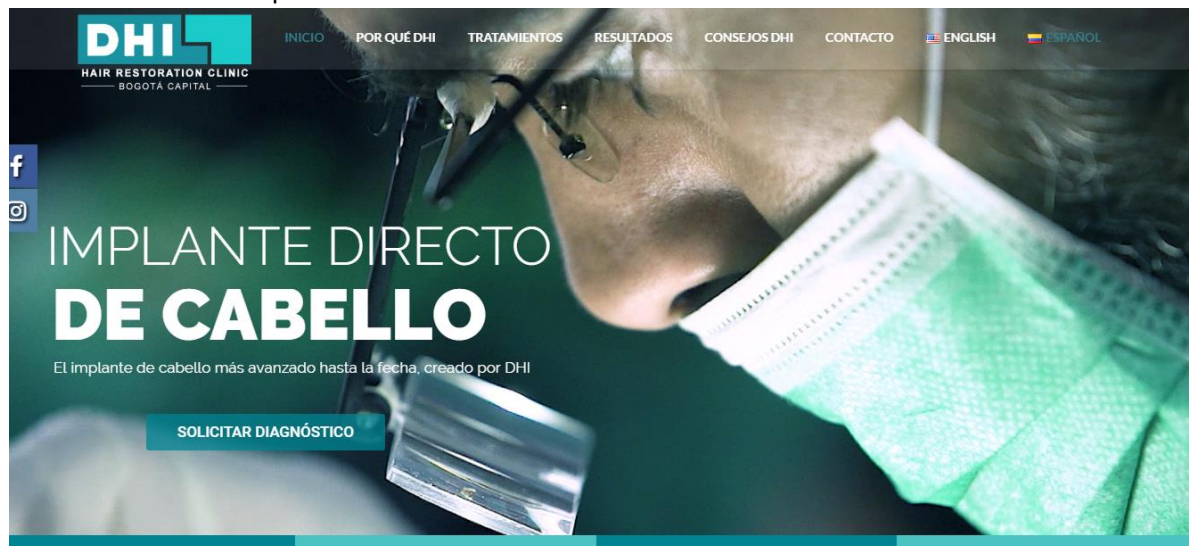 DHI
HAIR RESTORATION CLINIC
BOGOTÁ CAPITAL
INICIO POR QUÉ DHI TRATAMIENTOS RESULTADOS CONSEJOS DHI CONTACTO ENGLISH ESPAÑOL
f
IMPLANTE DIRECTO
DE CABELLO
El implante de cabello más avanzado hasta la fecha, creado por DHI
SOLICITAR DIAGNÓSTICO